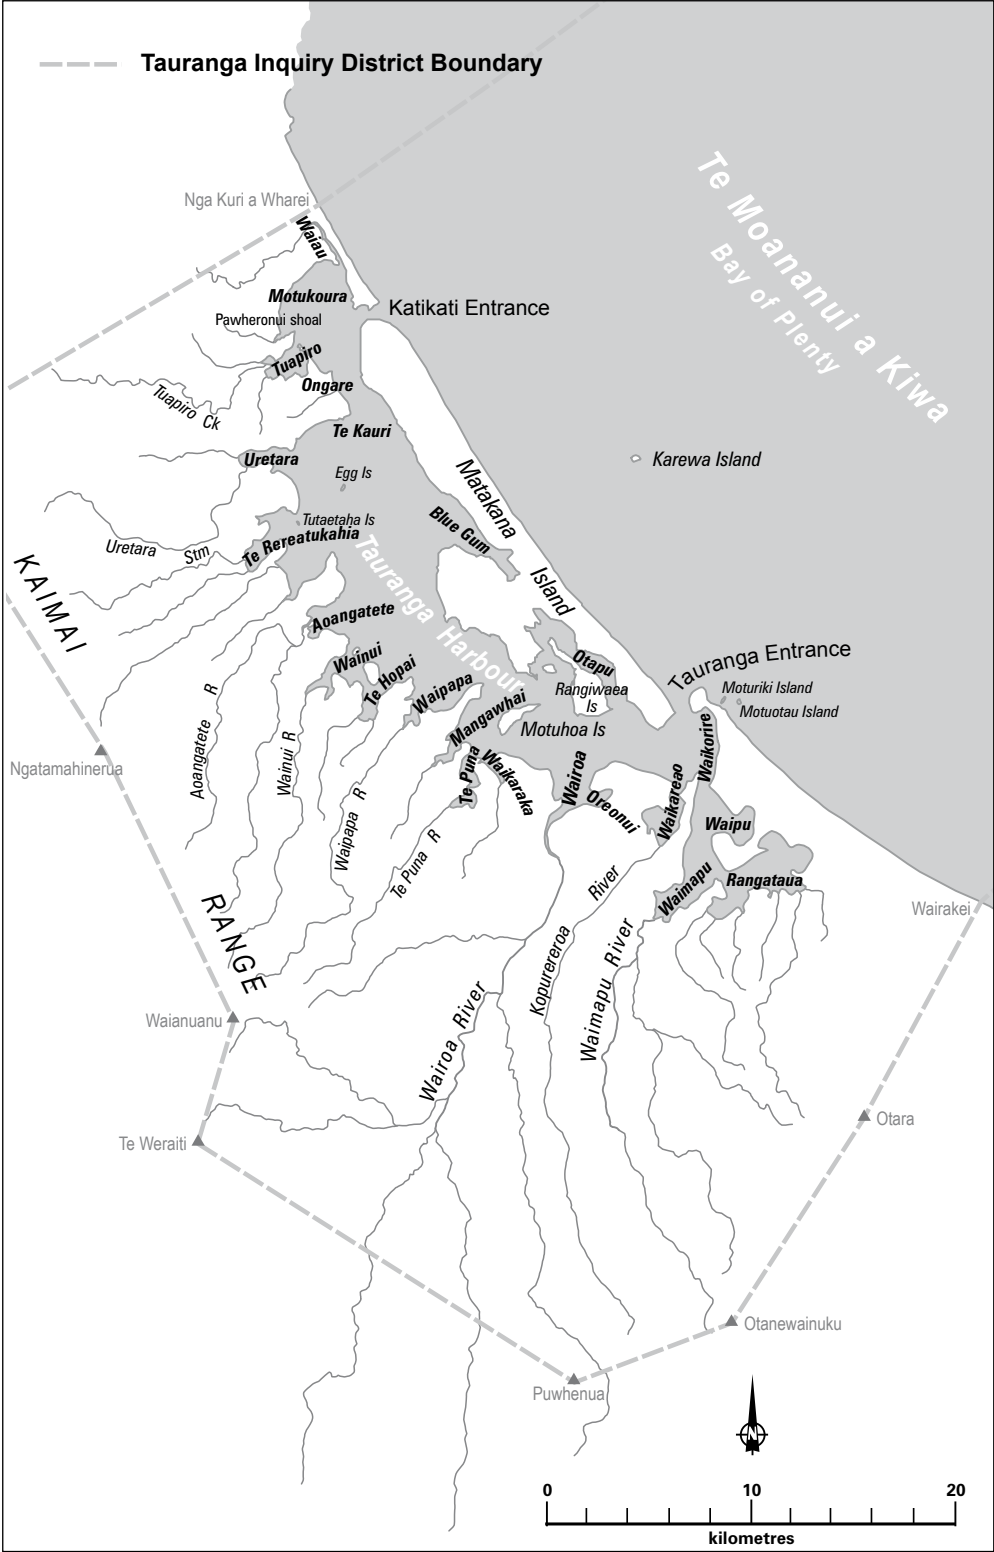 Tauranga Inquiry District Boundary
Te Moananui a Kiwa
Bay of Plenty
Nga Kuri a Wharei
Waiau
Motukoura
Katikati Entrance
Pawheronui shoal
Tuapiro
Ongare
Tuapiro Ck
Te Kauri
Uretara
Egg Is
Karewa Island
Matakana
Island
Blue Gum
Tutaetaha Is
Te Rereatukahia
Uretara Stm
Tauranga Harbour
KAIMAI
RANGE
Aoangatete
Wainui
Te Hopai
Waipapa
Mangawhai
Otapu
Rangiwaea
Is
Motuhoa Is
Tauranga Entrance
Moturiki Island
Motuotau Island
Ngatamahinerua
Aoangatete R
Wainui R
Waipapa R
Te Puna R
Te Puna
Waikaraka
Wairoa
Oreonui
Waikareao
Waikorire
Waipu
Waimapu
Rangataua
Wairakei
Kopurereroa River
Waimapu River
Wairoa River
Waianuanu
Te Weraiti
Otara
Otanewainuku
Puwhenua
N
0 10 20
kilometres